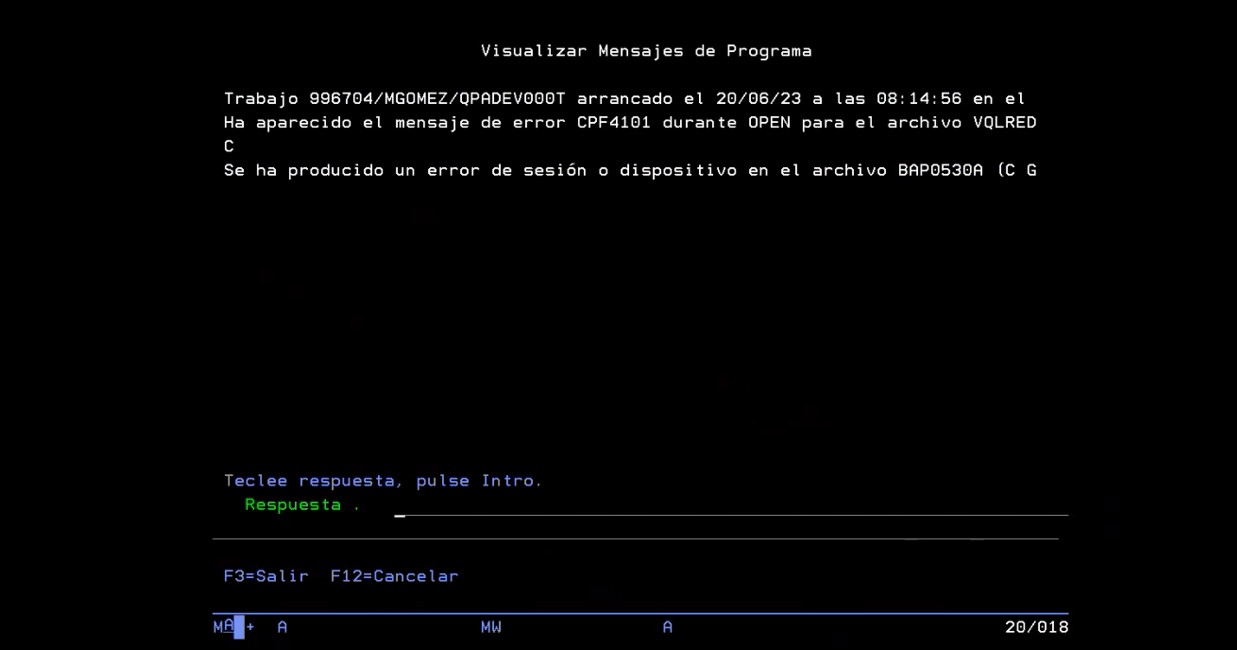 Visualizar Mensajes de Programa
Trabajo 996704/MGOMEZ/QPADEV000T arrancado el 20/06/23 a las 08:14:56 en el
Ha aparecido el mensaje de error CPF4101 durante OPEN para el archivo VQLRED
C
Se ha producido un error de sesión o dispositivo en el archivo BAP0530A (C G
Teclee respuesta, pulse Intro.
Respuesta .
F3=Salir F12=Cancelar
MA + A MW A 20/018